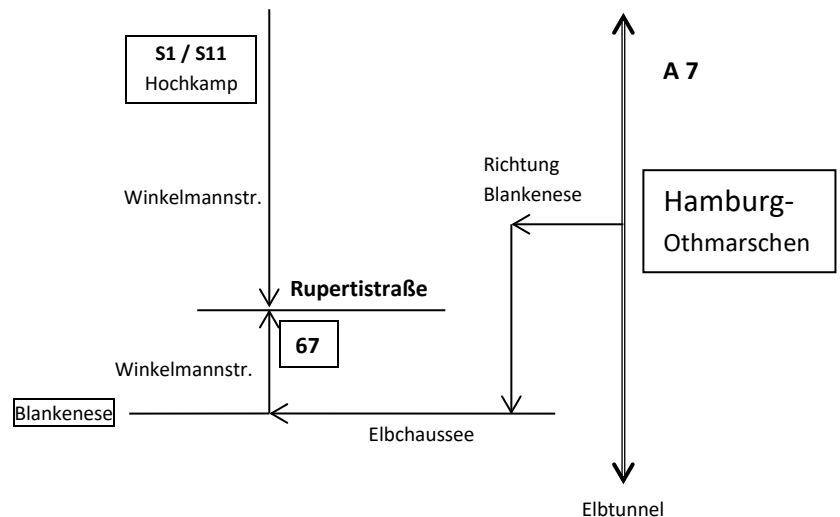 S1 / S11
Hochkamp
A 7
Richtung
Blankenese
Winkelmannstr.
Hamburg-
Othmarschen
Rupertistraße
67
Winkelmannstr.
Blankenese
Elbchaussee
Elbtunnel